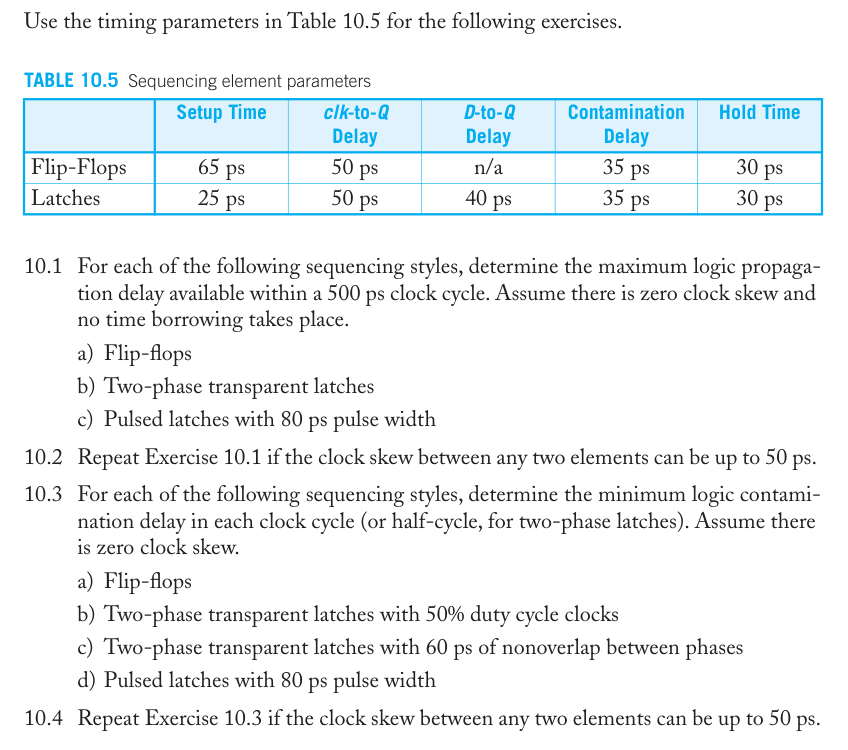 Use the timing parameters in Table 10.5 for the following exercises.
TABLE 10.5 Sequencing element parameters
Setup Time clk-to-Q Delay D-to-Q Delay Contamination Delay Hold Time
Flip-Flops 65 ps 50 ps n/a 35 ps 30 ps
Latches 25 ps 50 ps 40 ps 35 ps 30 ps
10.1 For each of the following sequencing styles, determine the maximum logic propaga-
tion delay available within a 500 ps clock cycle. Assume there is zero clock skew and
no time borrowing takes place.
a) Flip-flops
b) Two-phase transparent latches
c) Pulsed latches with 80 ps pulse width
10.2 Repeat Exercise 10.1 if the clock skew between any two elements can be up to 50 ps.
10.3 For each of the following sequencing styles, determine the minimum logic contami-
nation delay in each clock cycle (or half-cycle, for two-phase latches). Assume there
is zero clock skew.
a) Flip-flops
b) Two-phase transparent latches with 50% duty cycle clocks
c) Two-phase transparent latches with 60 ps of nonoverlap between phases
d) Pulsed latches with 80 ps pulse width
10.4 Repeat Exercise 10.3 if the clock skew between any two elements can be up to 50 ps.